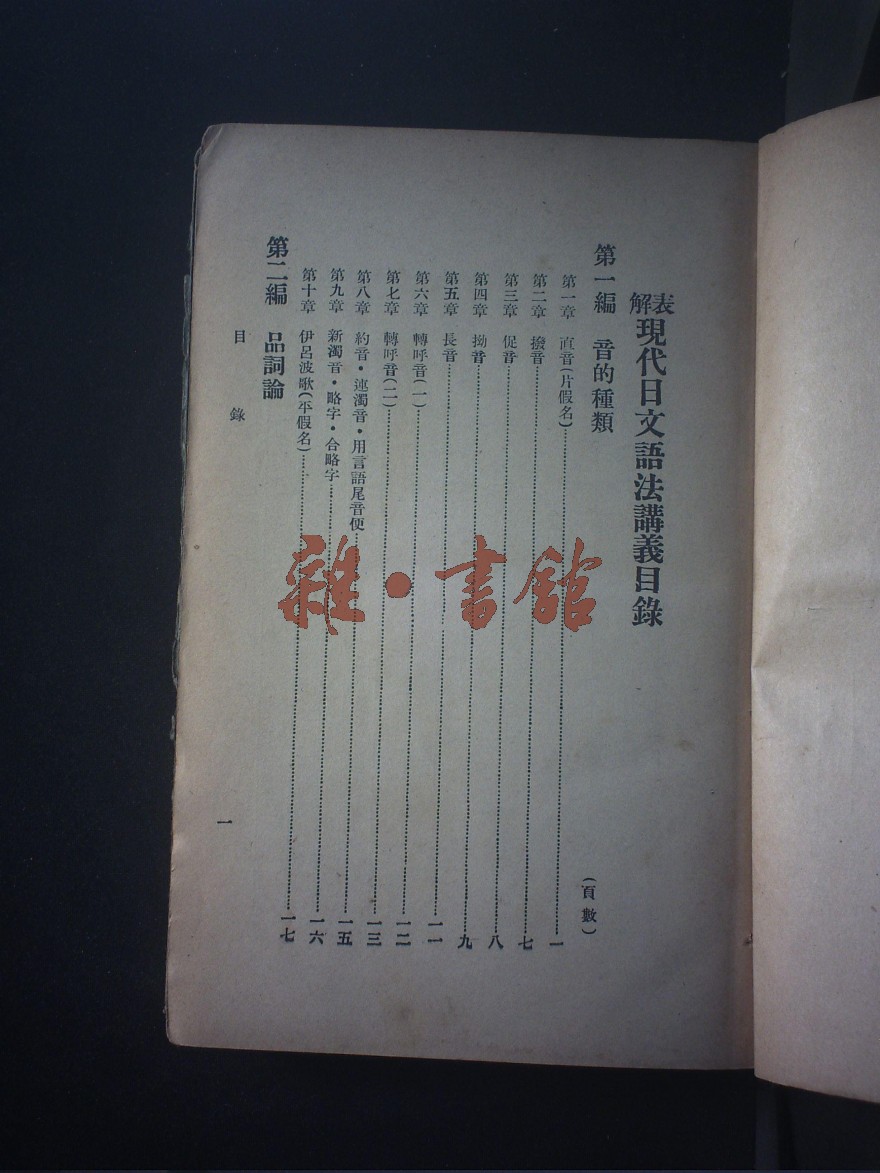 表解現代日文語法講義目錄
第一編　音的種類
(頁數)
第一章　直音(片假名)……一
第二章　撥音……七
第三章　促音……八
第四章　拗音……九
第五章　長音……一一
第六章　轉呼音(一)……一二
第七章　轉呼音(二)……一三
第八章　約音・連濁音・用言語尾音便……一五
第九章　新濁音・略字・合略字……一六
第十章　伊呂波歌(平假名)……一七
第二編　品詞論
目錄
一
雜・書館